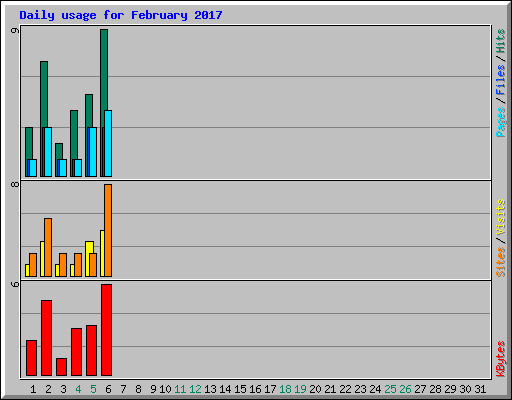 Daily usage for February 2017
9
8
6
Pages / Files / Hits
Sites / Visits
KBytes
1 2 3 4 5 6 7 8 9 10 11 12 13 14 15 16 17 18 19 20 21 22 23 24 25 26 27 28 29 30 31